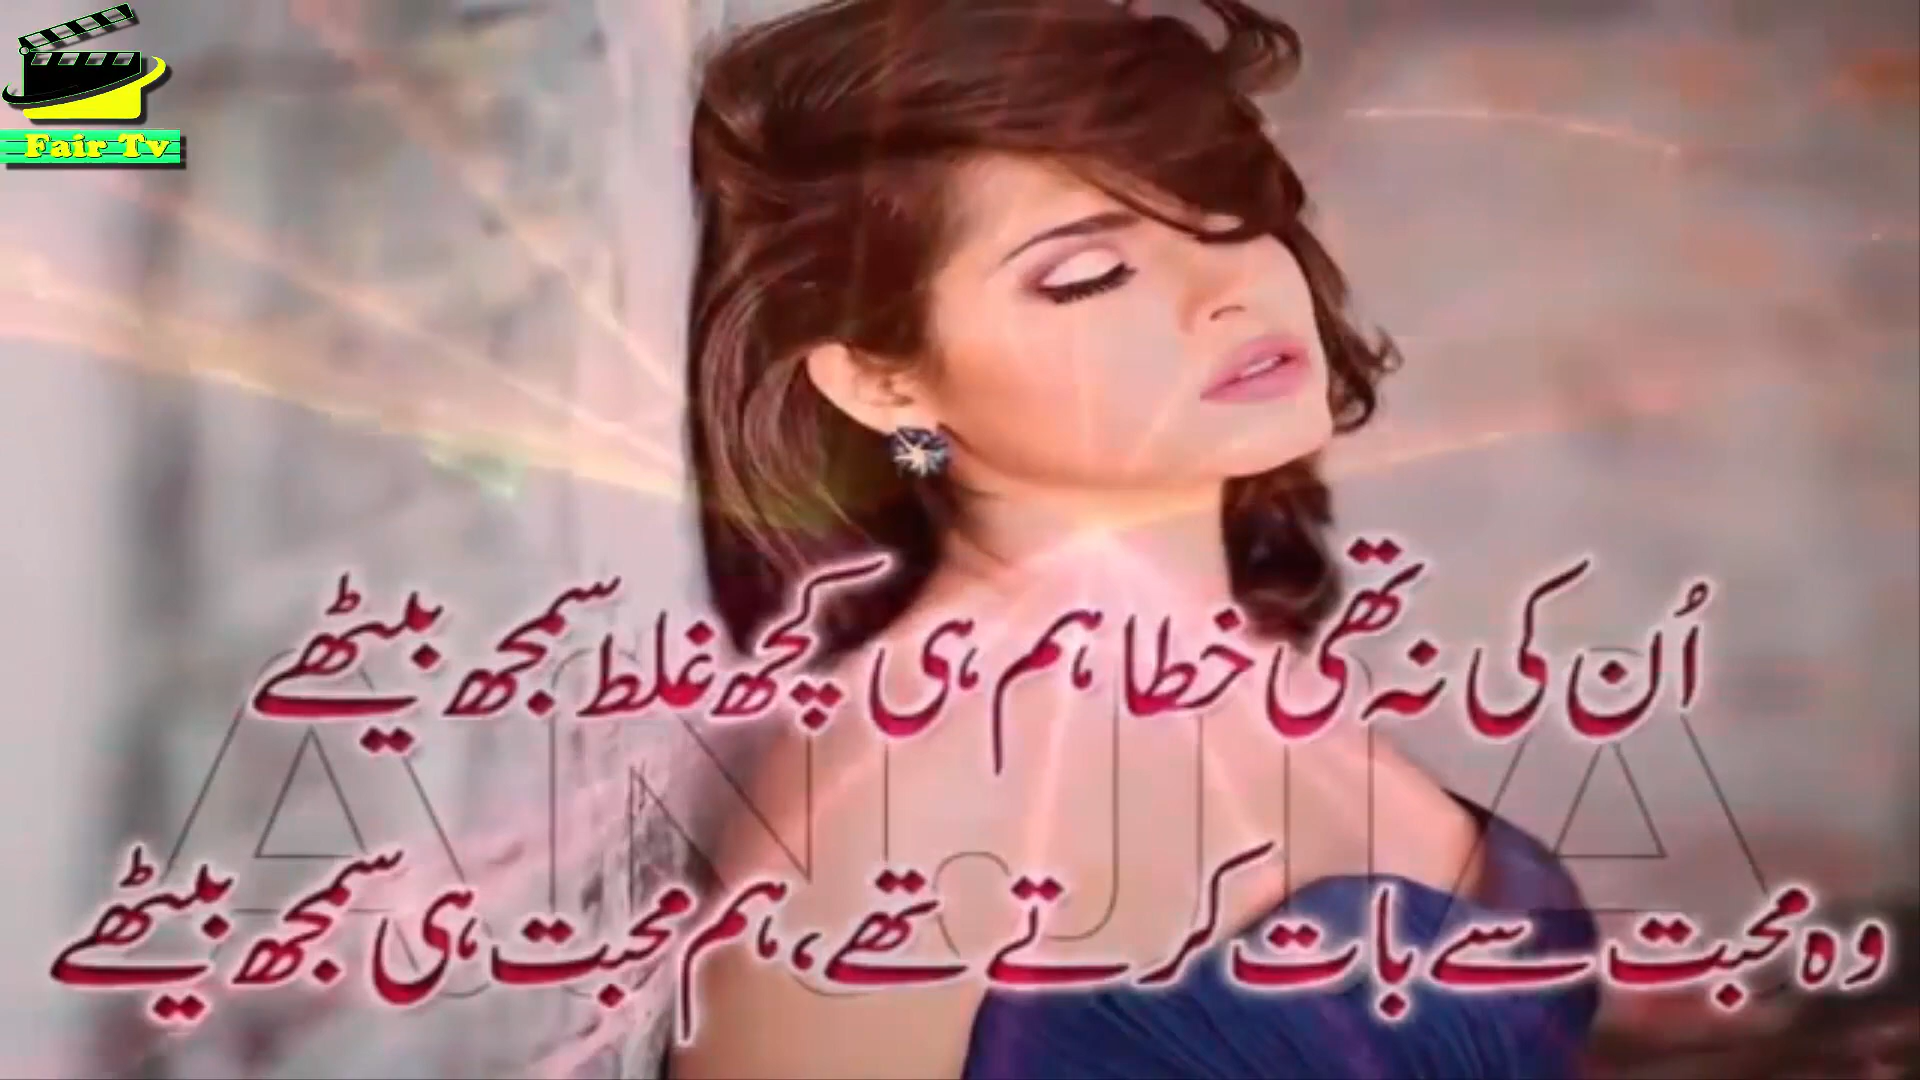 Fair Tv
اُن کی نہ تھی خطا ہم ہی کچھ غلط سمجھ بیٹھے
وہ محبت سے بات کرتے تھے، ہم محبت ہی سمجھ بیٹھے